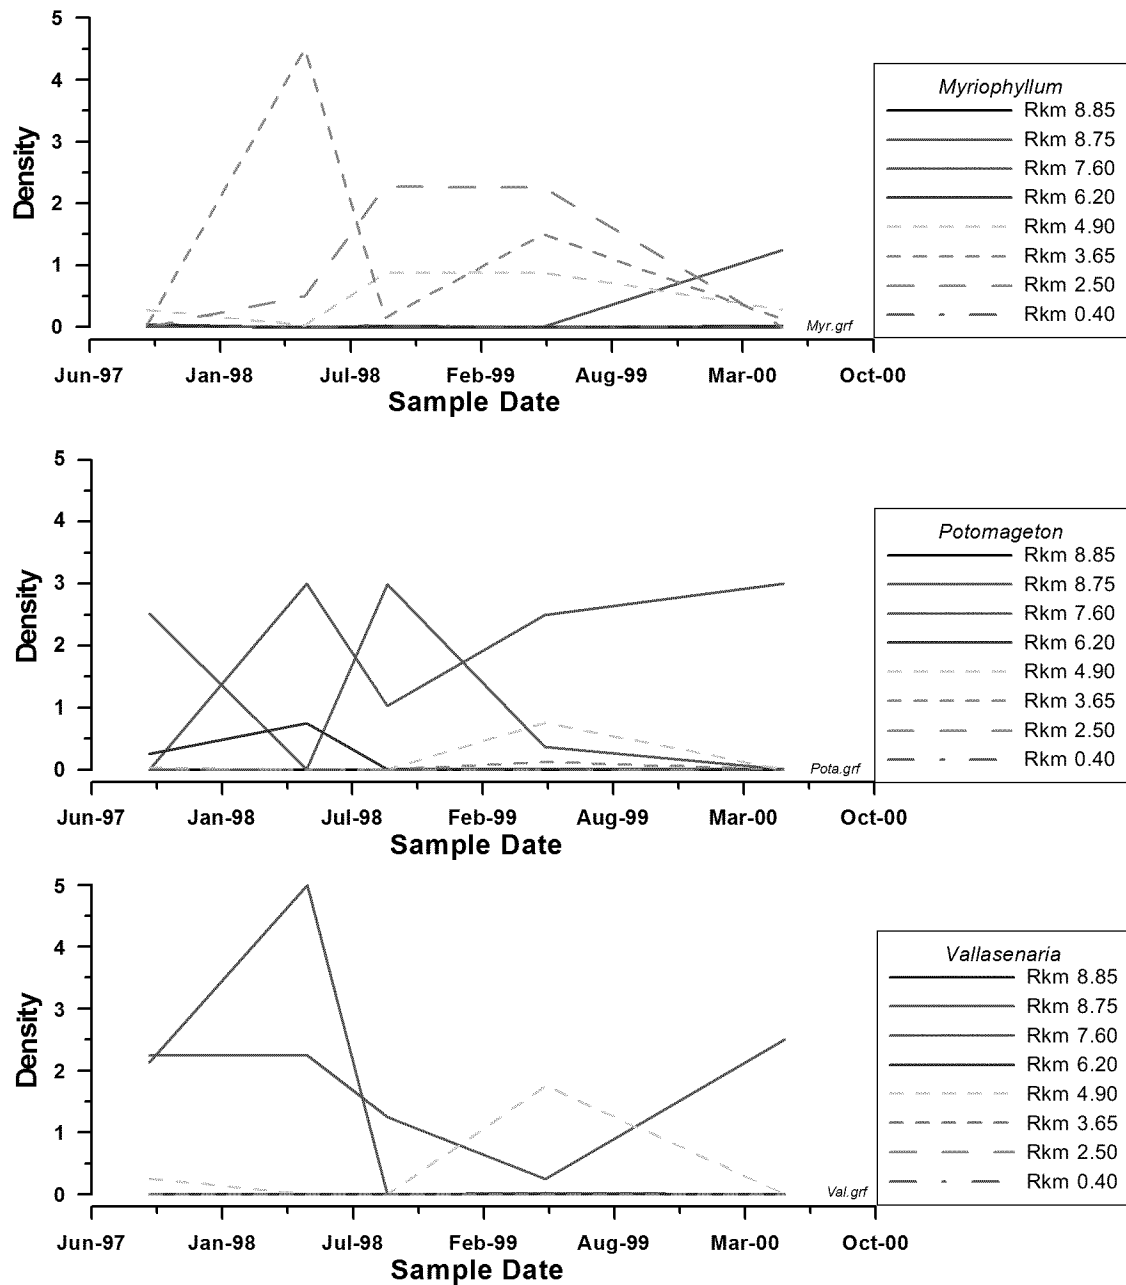 5
4
3
2
1
0
Density
Jun-97 Jan-98 Jul-98 Feb-99 Aug-99 Mar-00 Oct-00
Sample Date
Myr.grf
Myriophyllum
Rkm 8.85
Rkm 8.75
Rkm 7.60
Rkm 6.20
Rkm 4.90
Rkm 3.65
Rkm 2.50
Rkm 0.40
5
4
3
2
1
0
Density
Jun-97 Jan-98 Jul-98 Feb-99 Aug-99 Mar-00 Oct-00
Sample Date
Pota.grf
Potomageton
Rkm 8.85
Rkm 8.75
Rkm 7.60
Rkm 6.20
Rkm 4.90
Rkm 3.65
Rkm 2.50
Rkm 0.40
5
4
3
2
1
0
Density
Jun-97 Jan-98 Jul-98 Feb-99 Aug-99 Mar-00 Oct-00
Sample Date
Val.grf
Vallasenaria
Rkm 8.85
Rkm 8.75
Rkm 7.60
Rkm 6.20
Rkm 4.90
Rkm 3.65
Rkm 2.50
Rkm 0.40